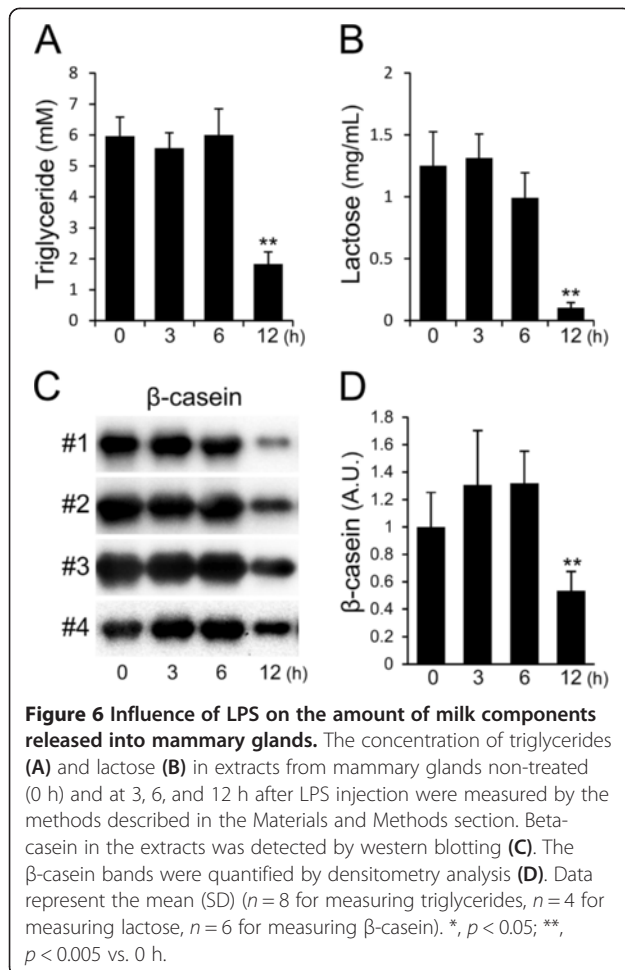 A
Triglyceride (mM)
8
7
6
5
4
3
2
1
0
**
0 3 6 12 (h)
B
Lactose (mg/mL)
2
1.5
1
0.5
0
**
0 3 6 12 (h)
C
β-casein
#1
#2
#3
#4
0 3 6 12 (h)
D
β-casein (A.U.)
1.8
1.6
1.4
1.2
1
0.8
0.6
0.4
0.2
0
**
0 3 6 12 (h)
Figure 6 Influence of LPS on the amount of milk components
released into mammary glands. The concentration of triglycerides
(A) and lactose (B) in extracts from mammary glands non-treated
(0 h) and at 3, 6, and 12 h after LPS injection were measured by the
methods described in the Materials and Methods section. Beta-
casein in the extracts was detected by western blotting (C). The
β-casein bands were quantified by densitometry analysis (D). Data
represent the mean (SD) (n = 8 for measuring triglycerides, n = 4 for
measuring lactose, n = 6 for measuring β-casein). *, p < 0.05; **,
p < 0.005 vs. 0 h.